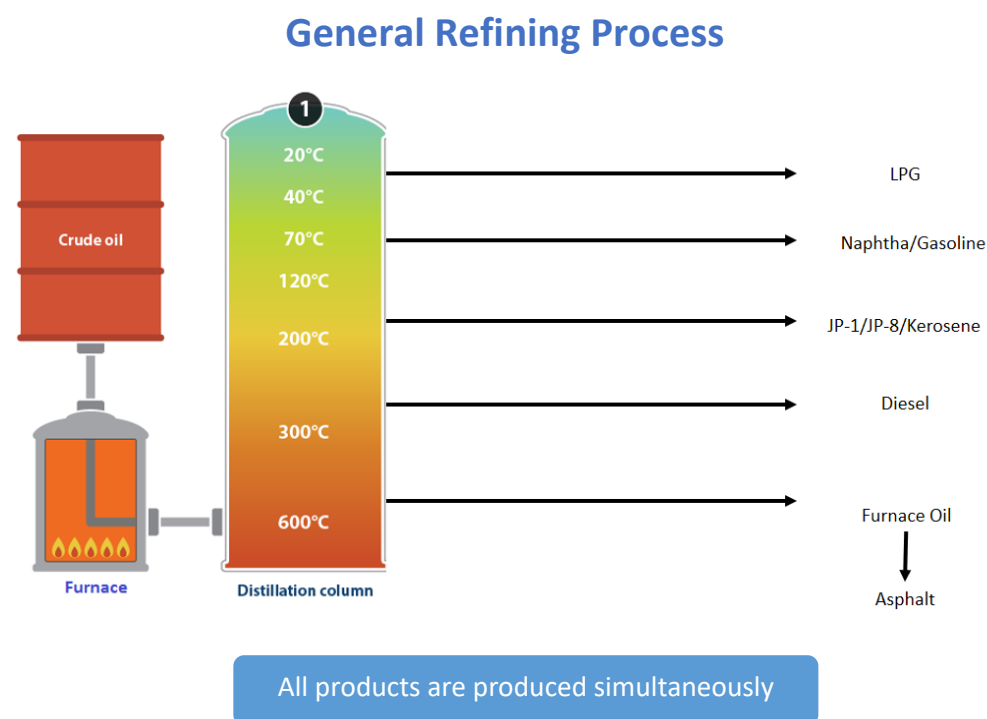 General Refining Process
1
20°C
40°C
70°C
120°C
200°C
300°C
600°C
Crude oil
Furnace
Distillation column
LPG
Naphtha/Gasoline
JP-1/JP-8/Kerosene
Diesel
Furnace Oil
Asphalt
All products are produced simultaneously